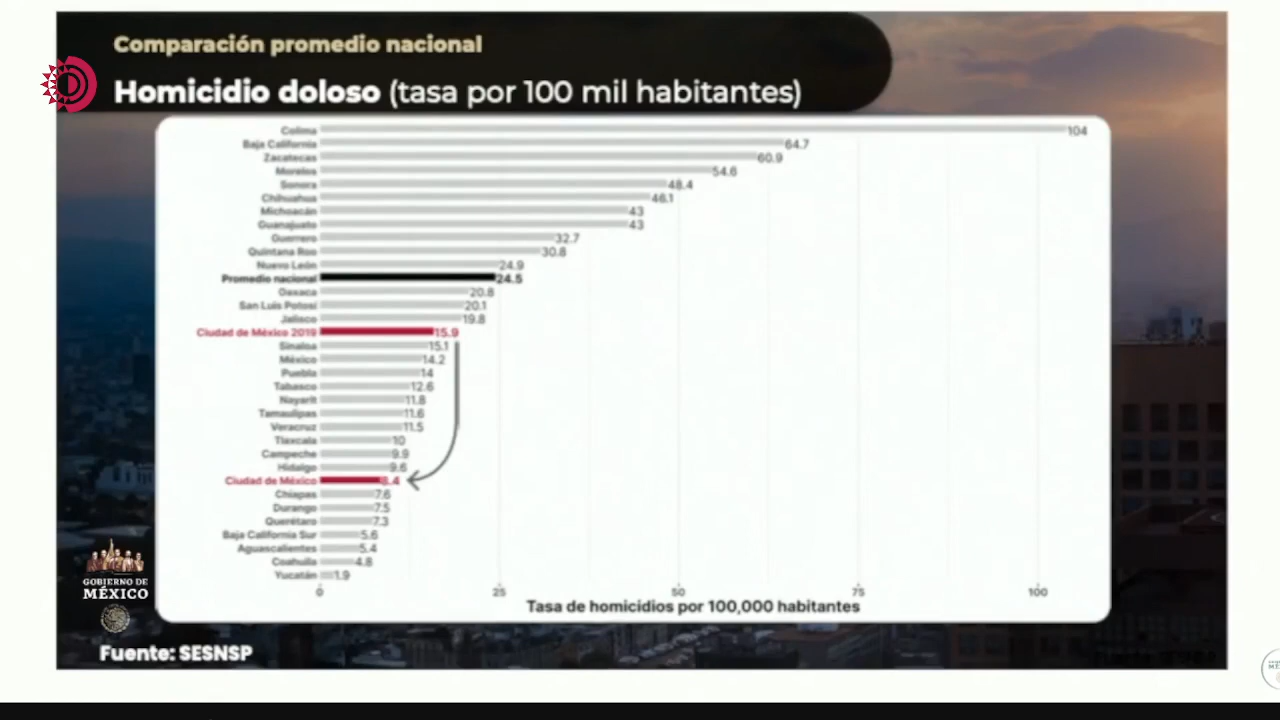 Comparación promedio nacional
Homicidio doloso (tasa por 100 mil habitantes)
Colima 104
Baja California 64.7
Zacatecas 60.9
Morelos 54.6
Sonora 48.4
Chihuahua 46.1
Michoacán 43
Guanajuato 43
Guerrero 32.7
Quintana Roo 30.8
Nuevo León 24.9
Promedio nacional 24.5
Oaxaca 20.8
San Luis Potosí 20.1
Jalisco 19.8
Ciudad de México 2019 15.9
Sinaloa 15.1
México 14.2
Puebla 14
Tabasco 12.6
Nayarit 11.8
Tamaulipas 11.6
Veracruz 11.5
Tlaxcala 10
Campeche 9.9
Hidalgo 9.6
Ciudad de México 8.4
Chiapas 7.6
Durango 7.5
Querétaro 7.3
Baja California Sur 5.6
Aguascalientes 5.4
Coahuila 4.8
Yucatán 1.9
0 25 50 75 100
Tasa de homicidios por 100,000 habitantes
GOBIERNO DE
MÉXICO
Fuente: SESNSP